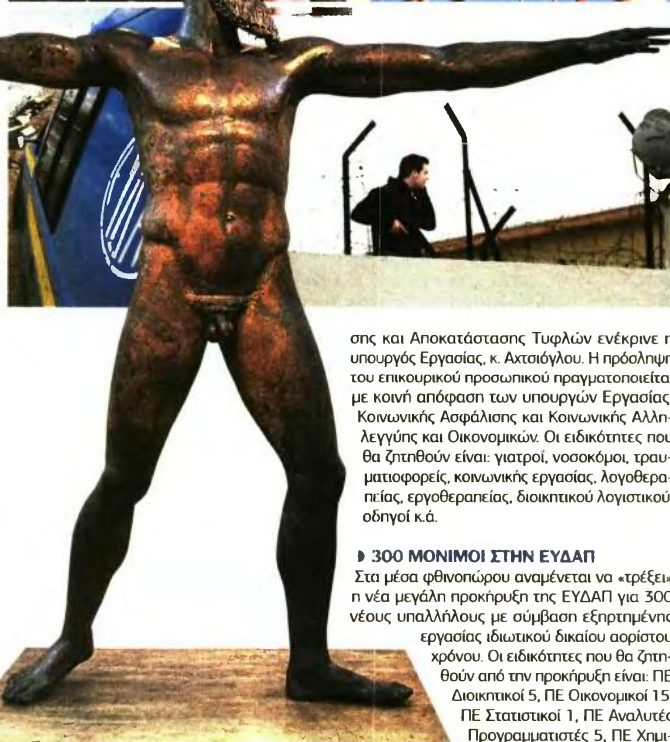 σης και Αποκατάστασης Τυφλών ενέκρινε η
υπουργός Εργασίας, κ. Αχτσιόγλου. Η πρόσληψη
του επικουρικού προσωπικού πραγματοποιείται
με κοινή απόφαση των υπουργών Εργασίας,
Κοινωνικής Ασφάλισης και Κοινωνικής Αλλη-
λεγγύης και Οικονομικών. Οι ειδικότητες που
θα ζητηθούν είναι: γιατροί, νοσοκόμοι, τραυ-
ματιοφορείς, κοινωνικής εργασίας, λογοθερα-
πείας, εργοθεραπείας, διοικητικού λογιστικού,
οδηγοί κ.ά.
300 ΜΟΝΙΜΟΙ ΣΤΗΝ ΕΥΔΑΠ
Στα μέσα φθινοπώρου αναμένεται να «τρέξει»
η νέα μεγάλη προκήρυξη της ΕΥΔΑΠ για 300
νέους υπαλλήλους με σύμβαση εξηρτημένης
εργασίας ιδιωτικού δικαίου αορίστου
χρόνου. Οι ειδικότητες που θα ζητη-
θούν από την προκήρυξη είναι: ΠΕ
Διοικητικοί 5, ΠΕ Οικονομικοί 15,
ΠΕ Στατιστικοί 1, ΠΕ Αναλυτές
Προγραμματιστές 5, ΠΕ Χημι-